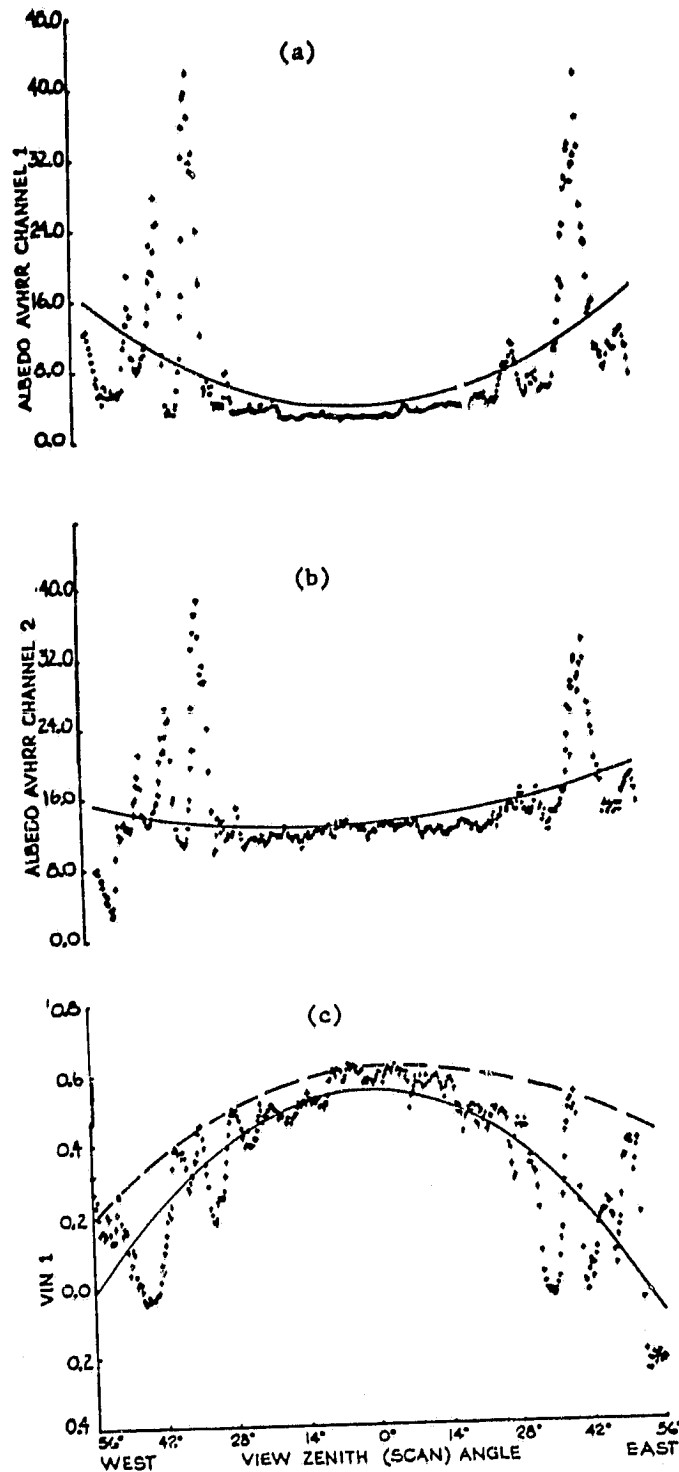 (a)
48.0
40.0
32.0
24.0
16.0
8.0
0.0
ALBEDO AVHRR CHANNEL 1
(b)
40.0
32.0
24.0
16.0
8.0
0.0
ALBEDO AVHRR CHANNEL 2
(c)
0.8
0.6
0.4
0.2
0.0
0.2
0.4
VIN 1
56° 42° 28° 14° 0° 14° 28° 42° 56°
WEST VIEW ZENITH (SCAN) ANGLE EAST